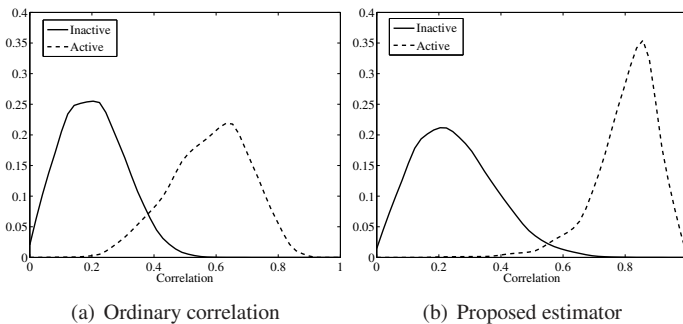 0.4
0.35
0.3
0.25
0.2
0.15
0.1
0.05
0
Inactive
Active
0 0.2 0.4 0.6 0.8 1
Correlation
(a) Ordinary correlation
0.4
0.35
0.3
0.25
0.2
0.15
0.1
0.05
0
Inactive
Active
0 0.2 0.4 0.6 0.8
Correlation
(b) Proposed estimator